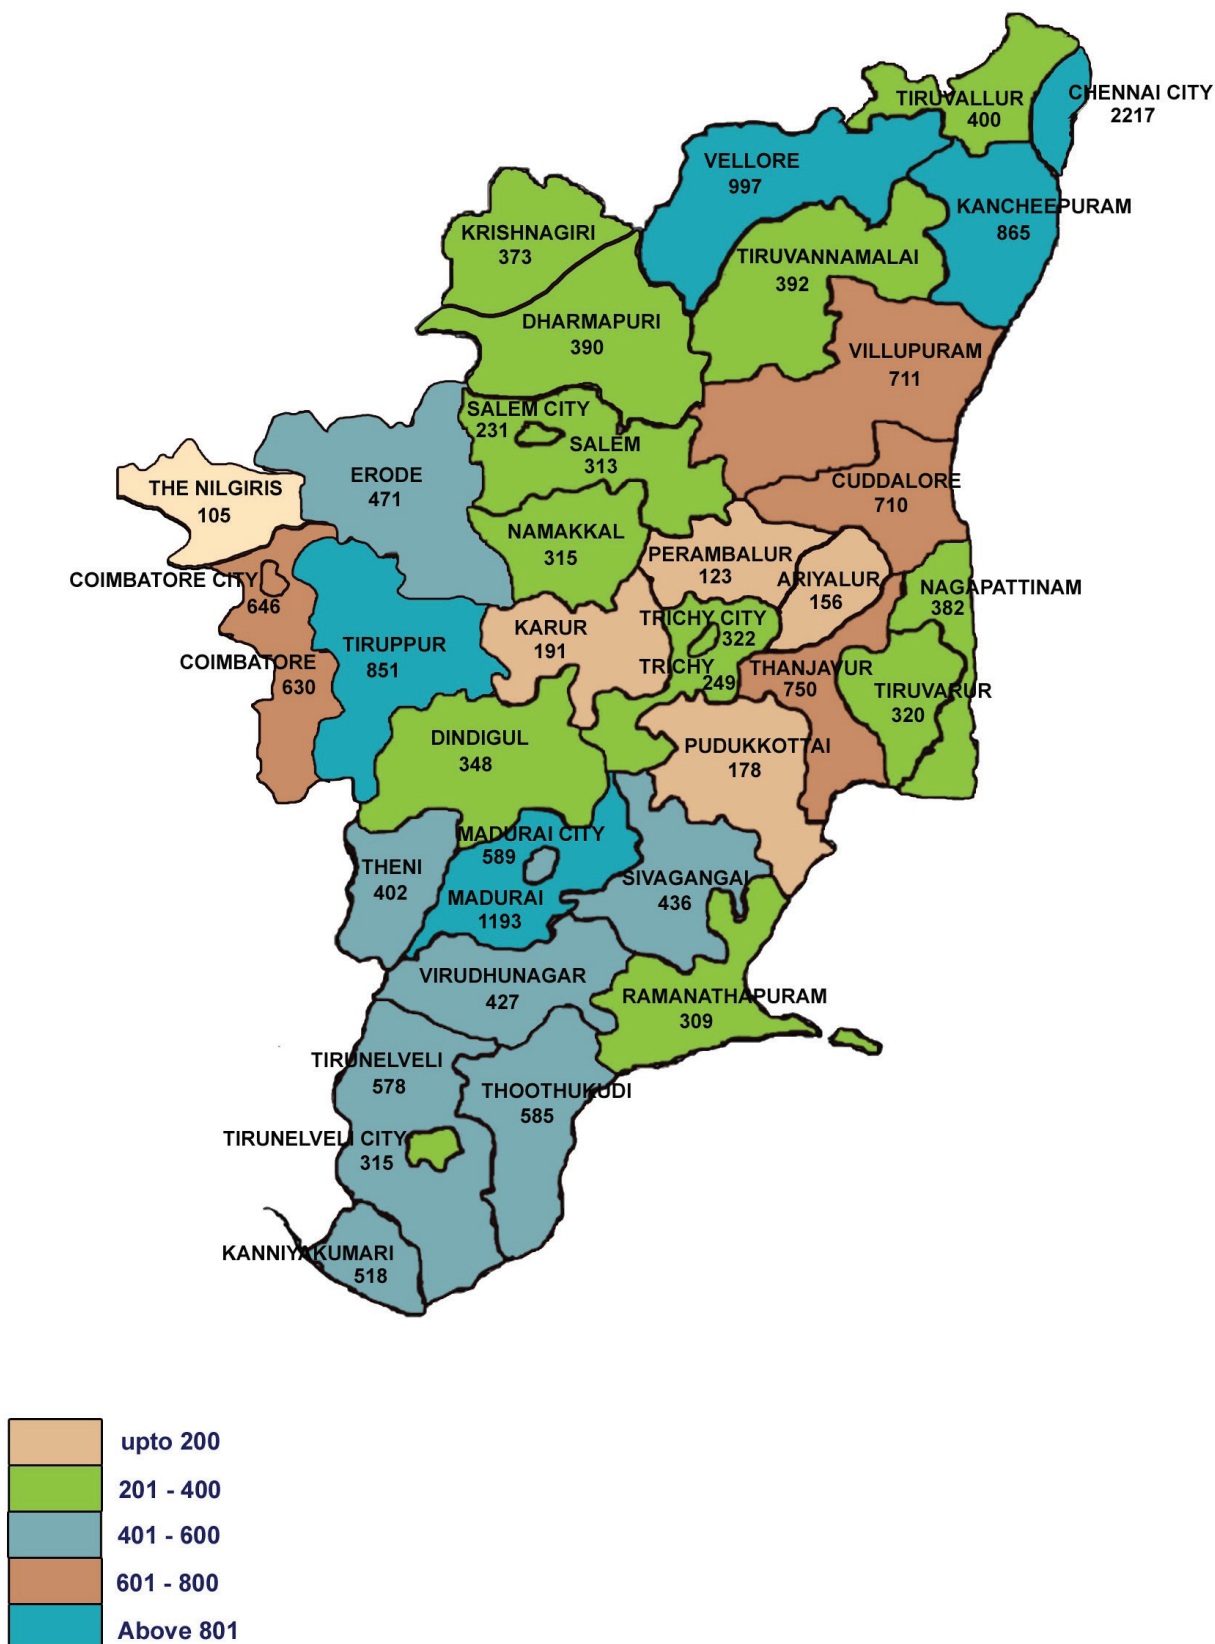 TIRUVALLUR
400
CHENNAI CITY
2217
VELLORE
997
KANCHEEPURAM
865
KRISHNAGIRI
373
TIRUVANNAMALAI
392
DHARMAPURI
390
VILLUPURAM
711
SALEM CITY
231
SALEM
313
THE NILGIRIS
105
ERODE
471
CUDDALORE
710
NAMAKKAL
315
PERAMBALUR
123
ARIYALUR
156
COIMBATORE CITY
646
NAGAPATTINAM
382
KARUR
191
TRICHY CITY
322
TIRUPPUR
851
COIMBATORE
630
TRICHY
249
THANJAVUR
750
TIRUVARUR
320
DINDIGUL
348
PUDUKKOTTAI
178
MADURAI CITY
589
THENI
402
SIVAGANGAI
436
MADURAI
1193
VIRUDHUNAGAR
427
RAMANATHAPURAM
309
TIRUNELVELI
578
THOOTHUKUDI
585
TIRUNELVELI CITY
315
KANNIYAKUMARI
518
upto 200
201 - 400
401 - 600
601 - 800
Above 801